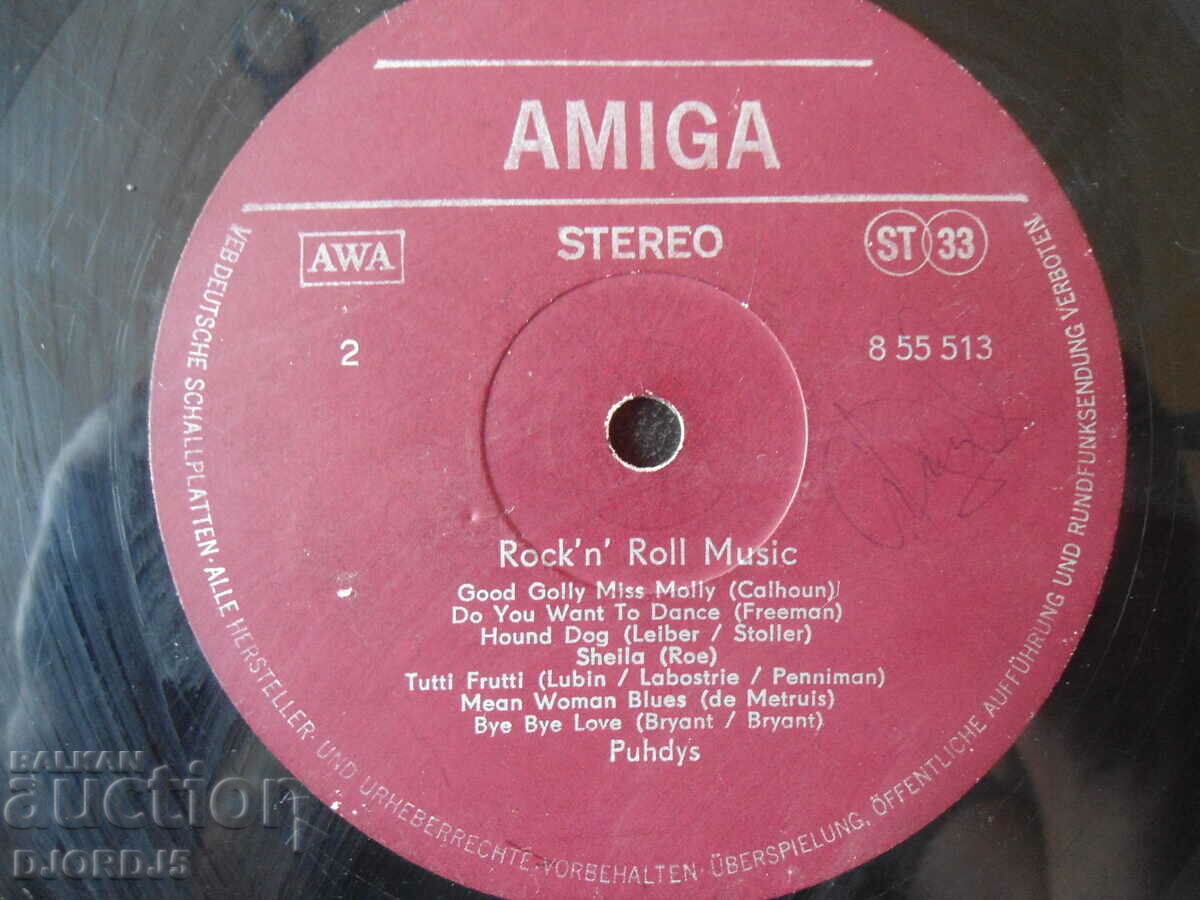 AMIGA
AWA
STEREO
ST 33
2
8 55 513
Rock'n' Roll Music
Good Golly Miss Molly (Calhoun)
Do You Want To Dance (Freeman)
Hound Dog (Leiber / Stoller)
Sheila (Roe)
Tutti Frutti (Lubin / Labostrie / Penniman)
Mean Woman Blues (de Metruis)
Bye Bye Love (Bryant / Bryant)
Puhdys
VEB DEUTSCHE SCHALLPLATTEN · ALLE HERSTELLER- UND URHEBERRECHTE VORBEHALTEN · ÜBERSPIELUNG, ÖFFENTLICHE AUFFÜHRUNG UND RUNDFUNKSENDUNG VERBOTEN
BALKAN
auction
DJORDJ5